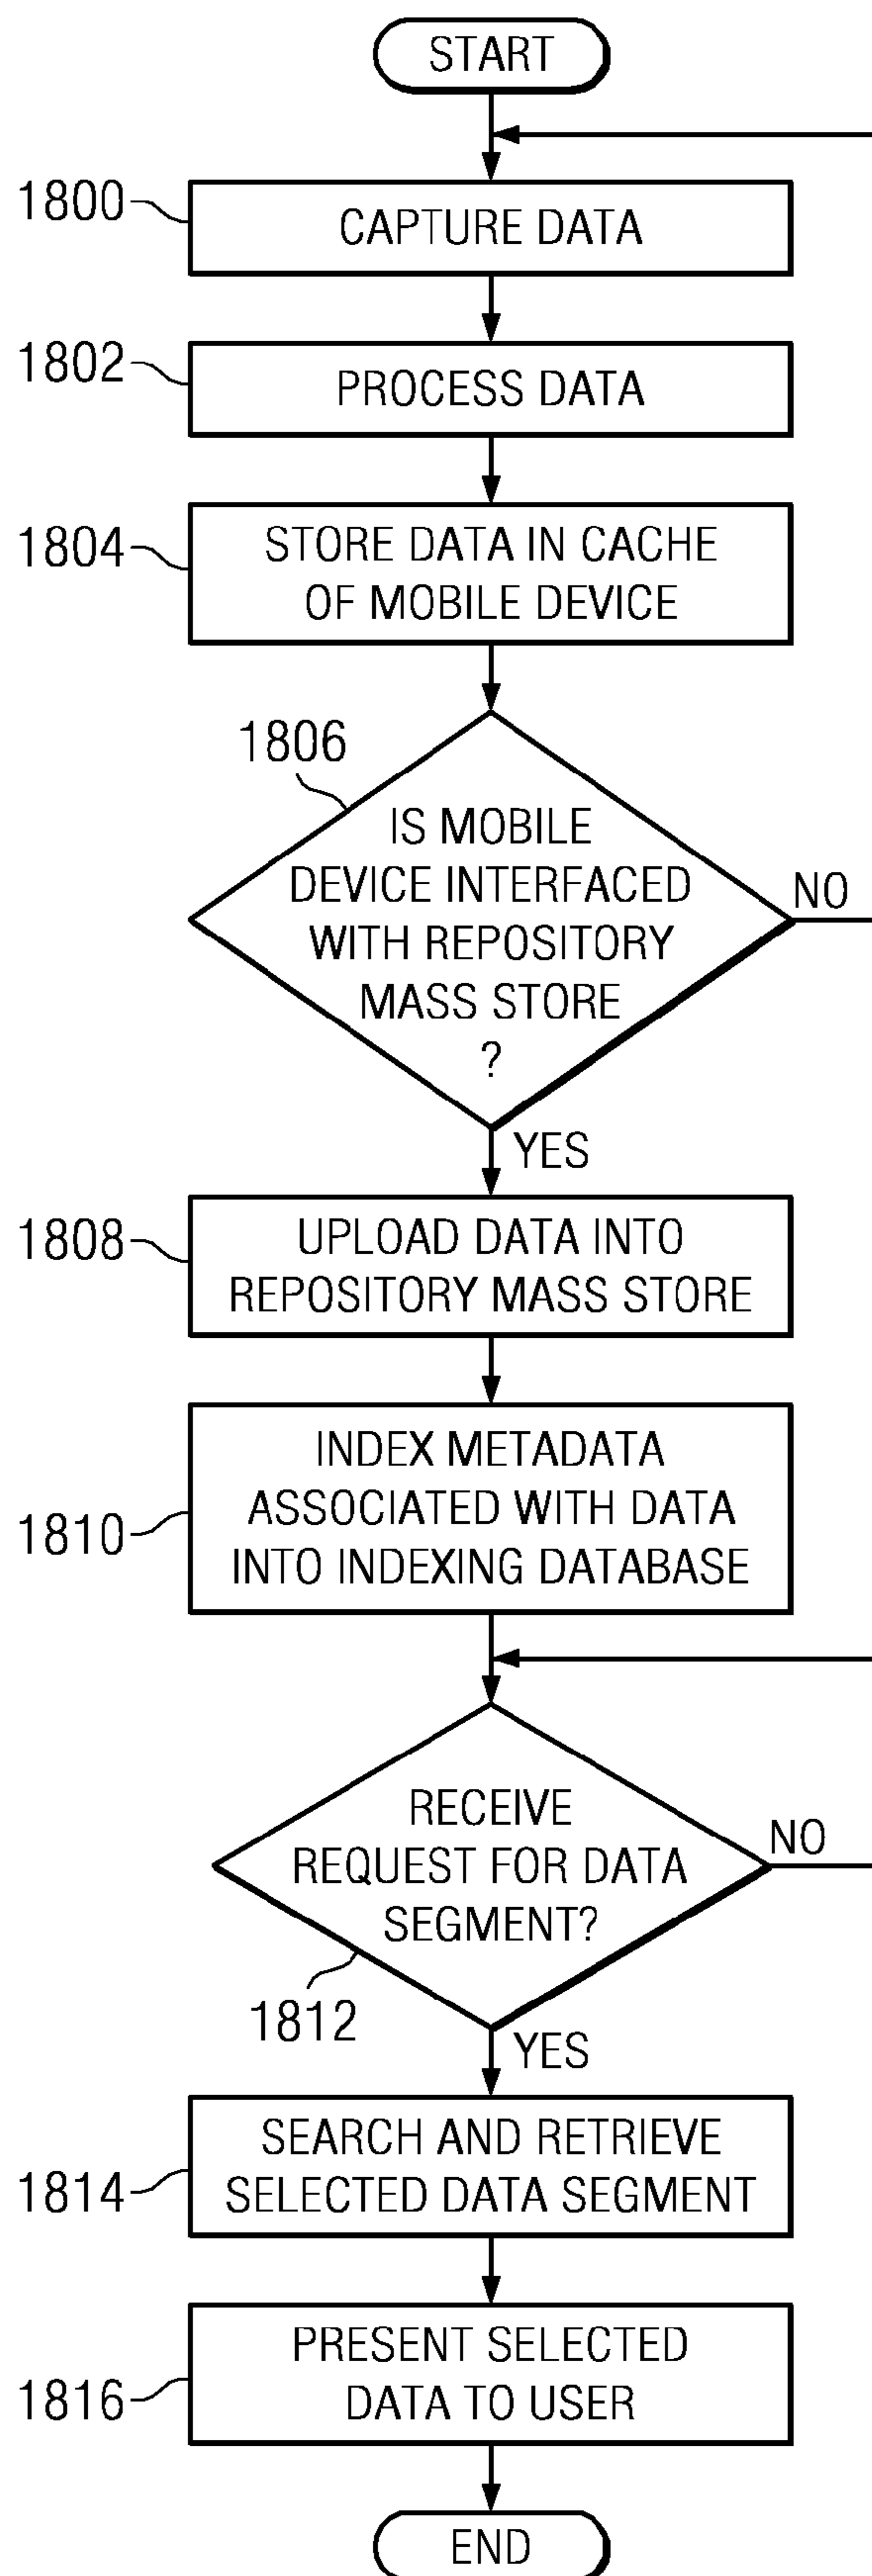 START
1800
CAPTURE DATA
1802
PROCESS DATA
1804
STORE DATA IN CACHE
OF MOBILE DEVICE
1806
IS MOBILE
DEVICE INTERFACED
WITH REPOSITORY
MASS STORE
?
NO
YES
1808
UPLOAD DATA INTO
REPOSITORY MASS STORE
1810
INDEX METADATA
ASSOCIATED WITH DATA
INTO INDEXING DATABASE
RECEIVE
REQUEST FOR DATA
SEGMENT?
NO
1812
YES
1814
SEARCH AND RETRIEVE
SELECTED DATA SEGMENT
1816
PRESENT SELECTED
DATA TO USER
END